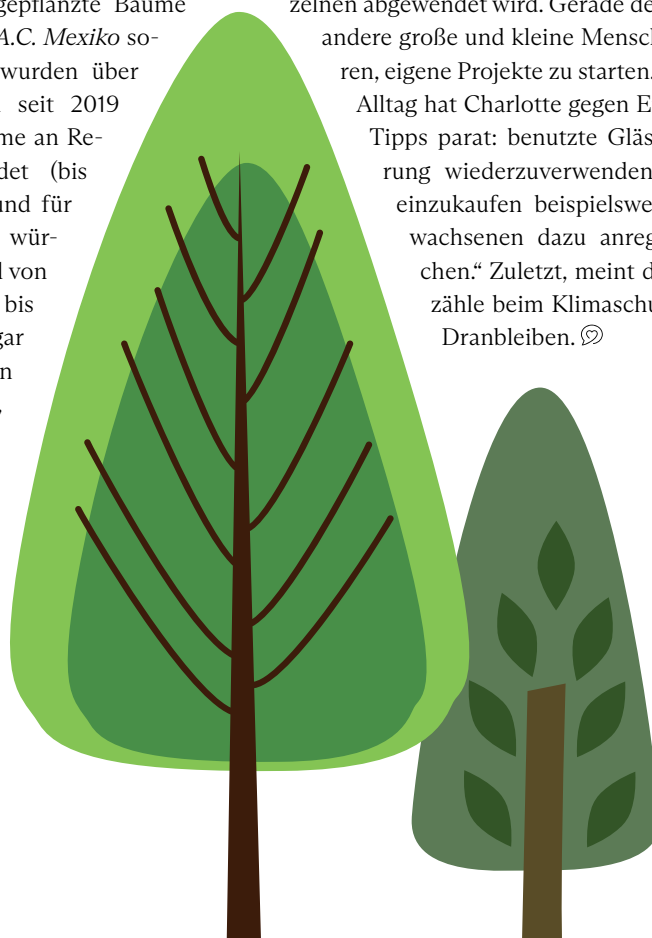 gepflanzte Bäume
A.C. Mexiko so-
wurden über
seit 2019
me an Re-
det (bis
und für
wür-
von
bis
gar
n
zelnen abgewendet wird. Gerade de
andere große und kleine Mensch
ren, eigene Projekte zu starten.
Alltag hat Charlotte gegen E
Tipps parat: benutzte Gläs
rung wiederzuverwenden
einzukaufen beispielswe
wachsenen dazu anreg
chen.“ Zuletzt, meint d
zähle beim Klimaschu
Dranbleiben.